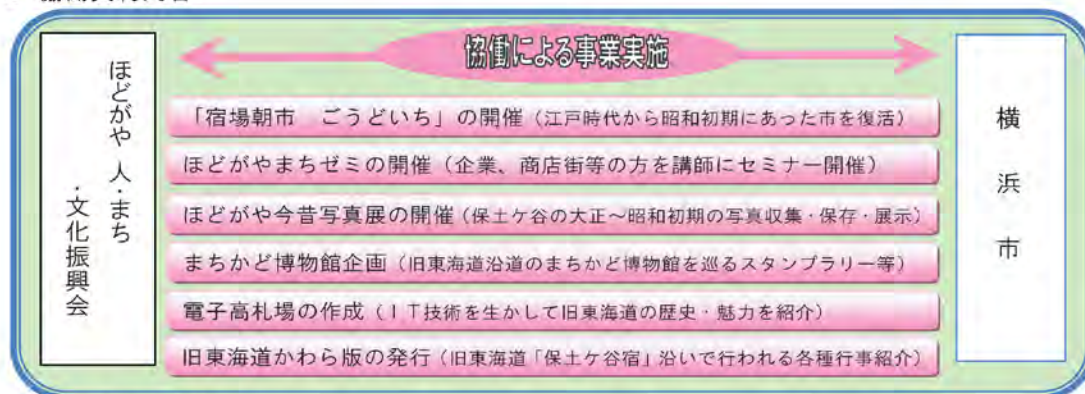 協働による事業実施
ほどがや 人・まち
・文化振興会
「宿場朝市 ごうどいち」の開催（江戸時代から昭和初期にあった市を復活）
ほどがやまちゼミの開催（企業、商店街等の方を講師にセミナー開催）
ほどがや今昔写真展の開催（保土ケ谷の大正～昭和初期の写真収集・保存・展示）
まちかど博物館企画（旧東海道沿道のまちかど博物館を巡るスタンプラリー等）
電子高札場の作成（ＩＴ技術を生かして旧東海道の歴史・魅力を紹介）
旧東海道かわら版の発行（旧東海道「保土ケ谷宿」沿いで行われる各種行事紹介）
横浜市